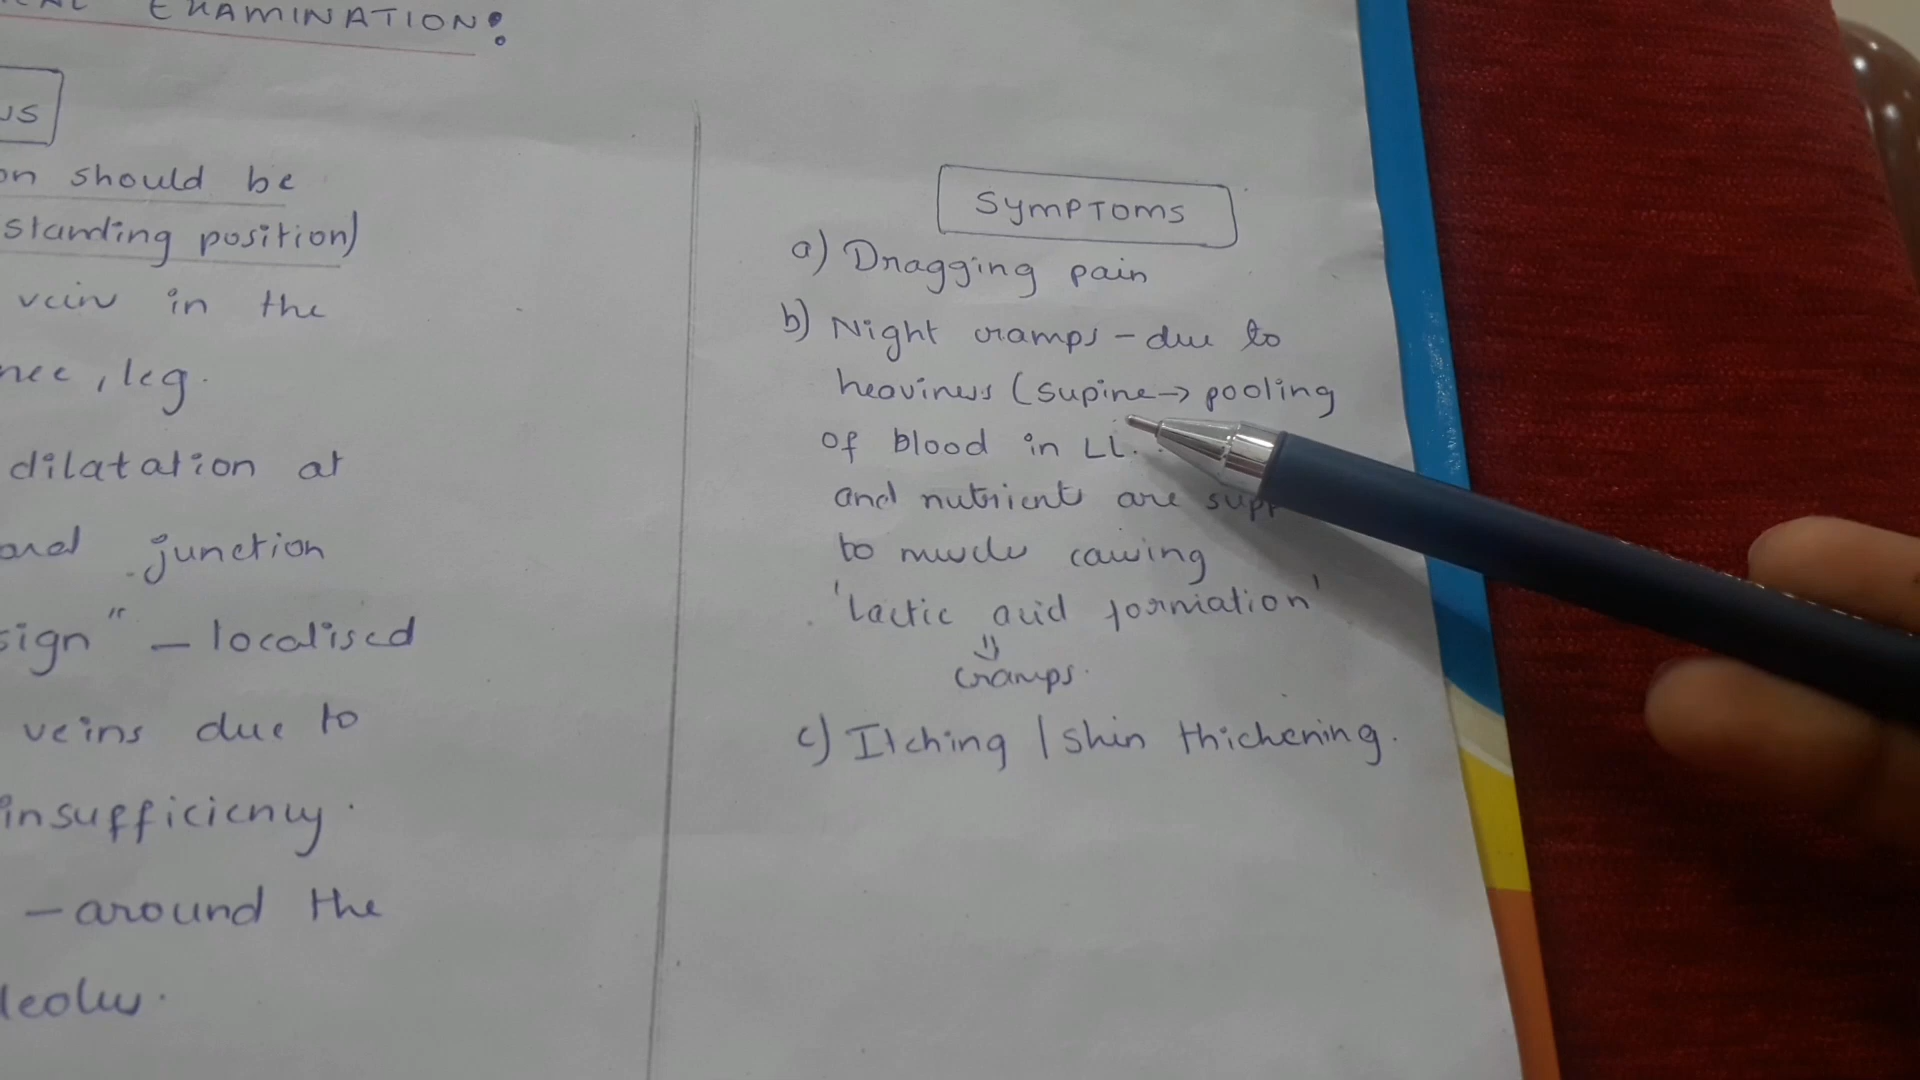 EXAMINATION:
US
on should be
standing position)
vein in the
nee, leg.
dilatation at
junction
sign" – localised
veins due to
insufficiency.
– around the
leolus.
SYMPTOMS
a) Dragging pain
b) Night cramps – due to
heaviness (supine → pooling
of blood in LL.
and nutrient are supp
to muscle causing
'Lactic acid formation'
⇓
cramps.
c) Itching / skin thickening.